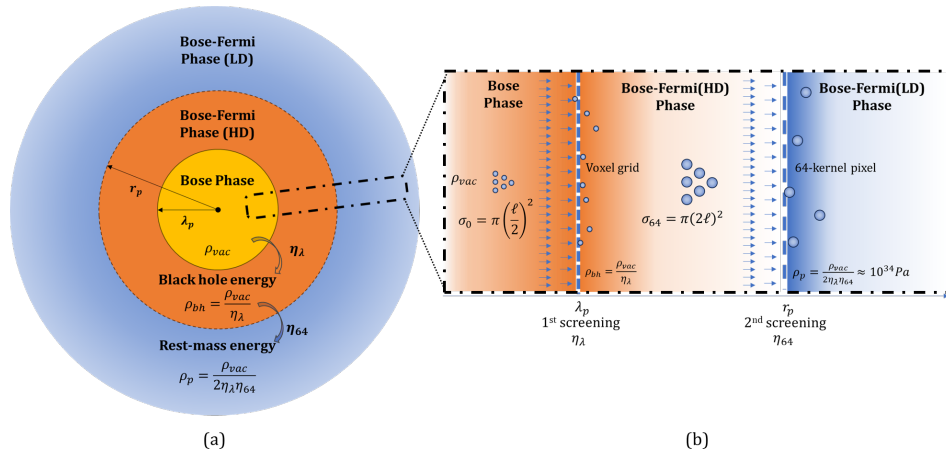 Bose-Fermi
Phase (LD)
Bose-Fermi
Phase (HD)
r_p
Bose Phase
λ_p
ρ_vac
η_λ
Black hole energy
ρ_bh = ρ_vac / η_λ
η_64
Rest-mass energy
ρ_p = ρ_vac / 2η_λη_64
(a)
Bose
Phase
Bose-Fermi(HD)
Phase
Bose-Fermi(LD)
Phase
ρ_vac
Voxel grid
64-kernel pixel
σ_0 = π(ℓ/2)^2
σ_64 = π(2ℓ)^2
ρ_bh = ρ_vac / η_λ
ρ_p = ρ_vac / 2η_λη_64 ≈ 10^34 Pa
λ_p
1st screening
η_λ
r_p
2nd screening
η_64
(b)